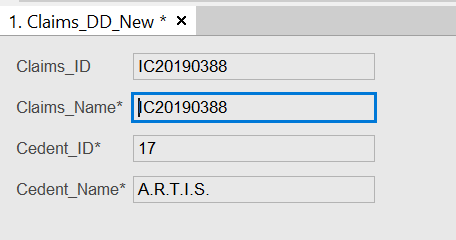 1. Claims_DD_New *
Claims_ID IC20190388
Claims_Name* IC20190388
Cedent_ID* 17
Cedent_Name* A.R.T.I.S.